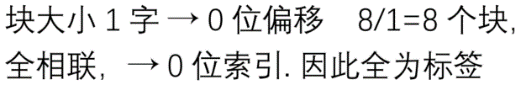 块大小 1 字 → 0 位偏移 8/1=8 个块,
全相联, → 0 位索引. 因此全为标签